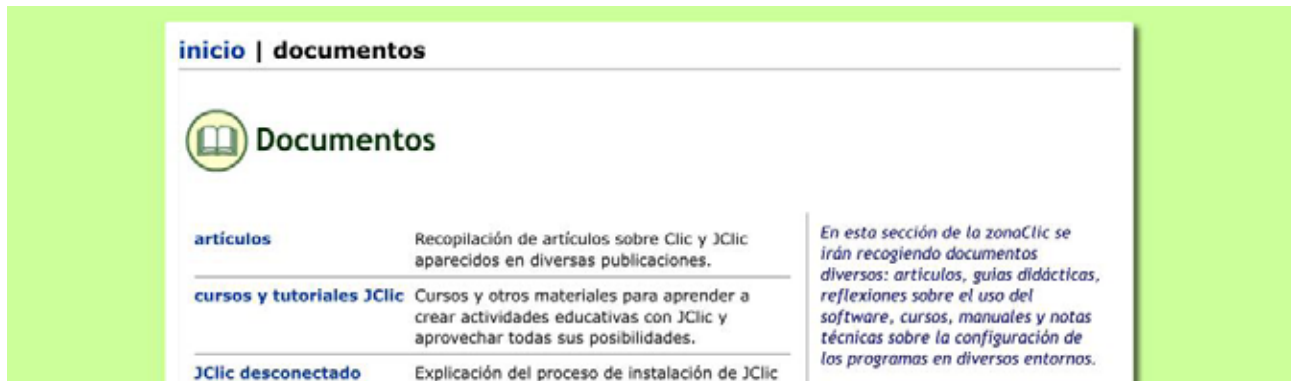 inicio | documentos
Documentos
artículos
Recopilación de artículos sobre Clic y JClic
aparecidos en diversas publicaciones.
cursos y tutoriales JClic
Cursos y otros materiales para aprender a
crear actividades educativas con JClic y
aprovechar todas sus posibilidades.
JClic desconectado
Explicación del proceso de instalación de JClic
En esta sección de la zonaClic se
irán recogiendo documentos
diversos: artículos, guías didácticas,
reflexiones sobre el uso del
software, cursos, manuales y notas
técnicas sobre la configuración de
los programas en diversos entornos.